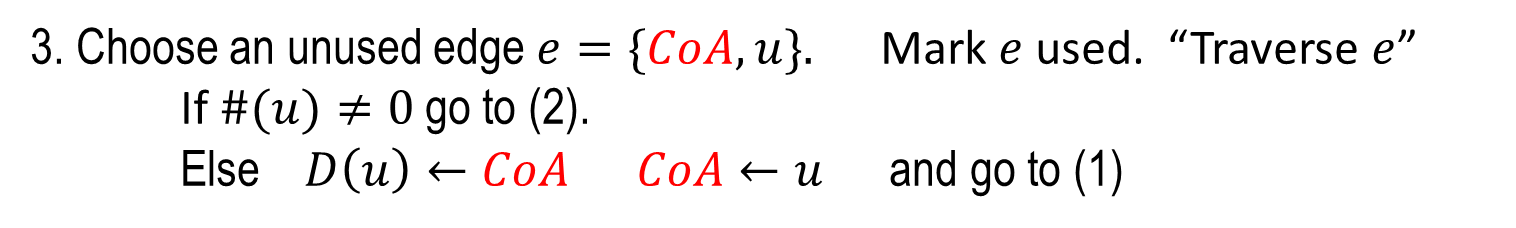 3. Choose an unused edge e = {CoA, u}. Mark e used. “Traverse e”
If #(u) ≠ 0 go to (2).
Else D(u) ← CoA CoA ← u and go to (1)